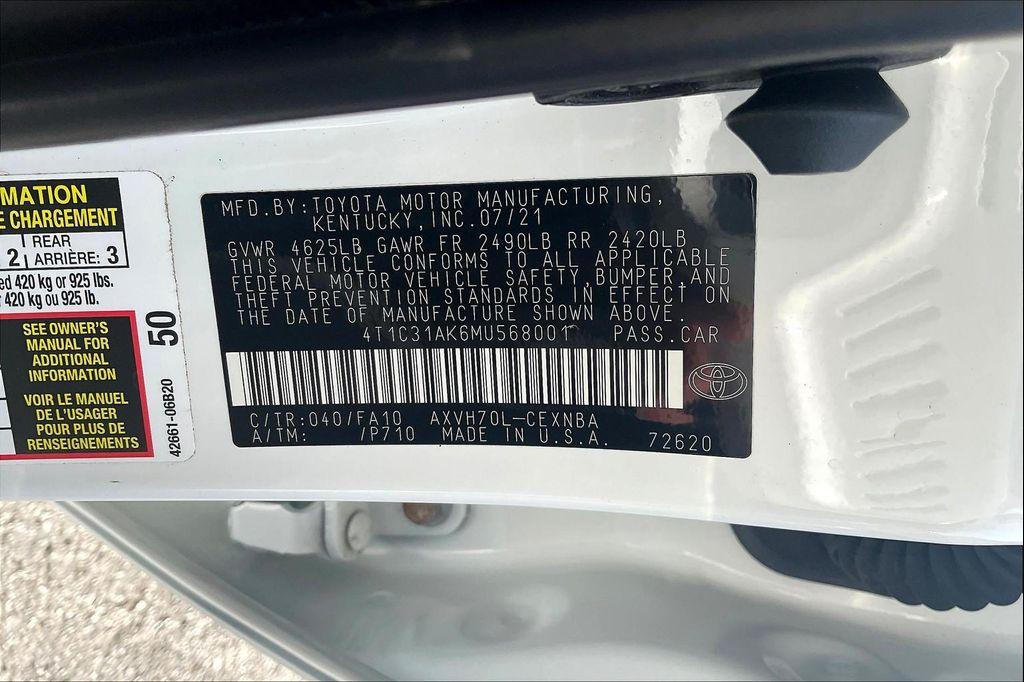 MATION
E CHARGEMENT
2 REAR
ARRIÈRE: 3
ed 420 kg or 925 lbs.
420 kg ou 925 lb.
SEE OWNER'S
MANUAL FOR
ADDITIONAL
INFORMATION
VOIR LE MANUEL
DE L'USAGER
POUR PLUS DE
RENSEIGNEMENTS
50
42661-06B20
MFD.BY:TOYOTA MOTOR MANUFACTURING,
KENTUCKY,INC.07/21
GVWR 4625LB GAWR FR 2490LB RR 2420LB
THIS VEHICLE CONFORMS TO ALL APPLICABLE
FEDERAL MOTOR VEHICLE SAFETY,BUMPER,AND
THEFT PREVENTION STANDARDS IN EFFECT ON
THE DATE OF MANUFACTURE SHOWN ABOVE.
4T1C31AK6MU568001 PASS.CAR
C/TR:040/FA10 AXVH70L-CEXNBA
A/TM: /P710 MADE IN U.S.A. 72620